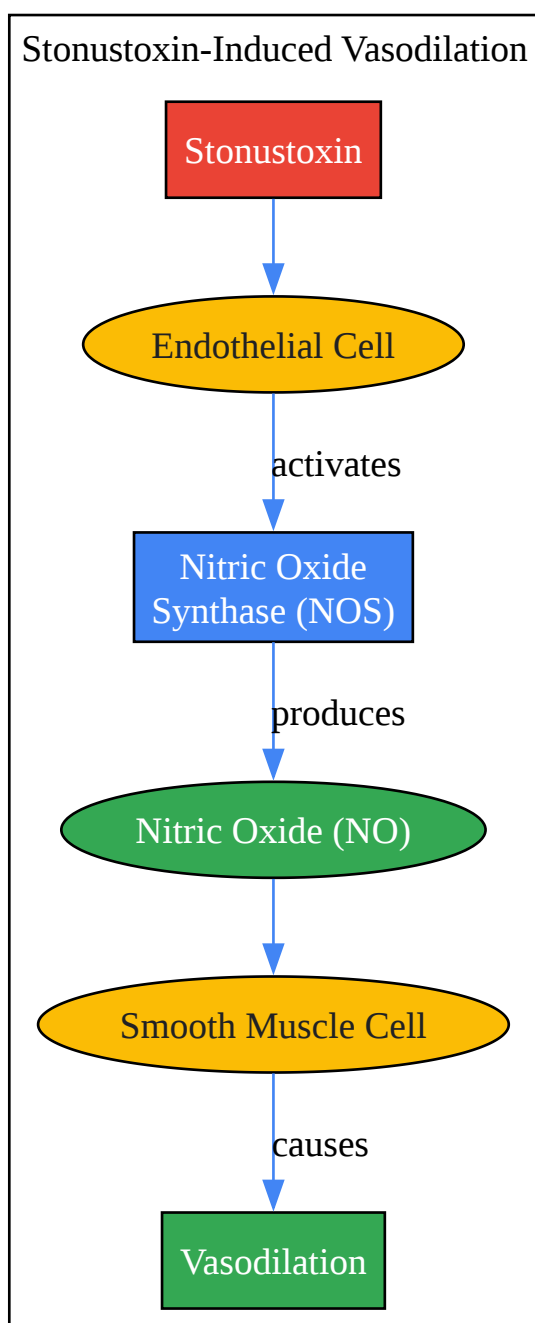 Stonustoxin-Induced Vasodilation
Stonustoxin
Endothelial Cell
activates
Nitric Oxide
Synthase (NOS)
produces
Nitric Oxide (NO)
Smooth Muscle Cell
causes
Vasodilation